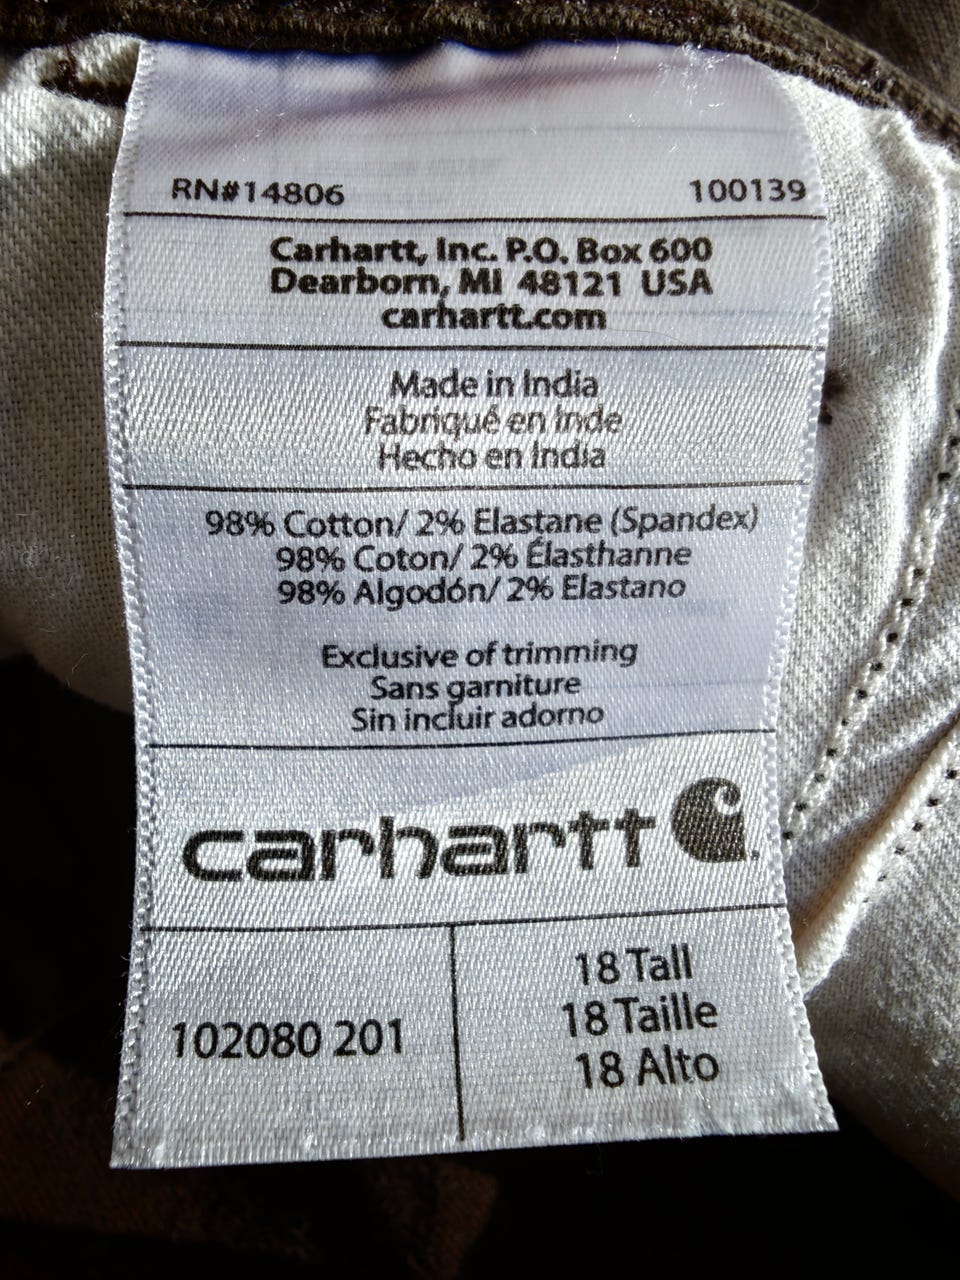 RN#14806 100139
Carhartt, Inc. P.O. Box 600
Dearborn, MI 48121 USA
carhartt.com
Made in India
Fabriqué en Inde
Hecho en India
98% Cotton/ 2% Elastane (Spandex)
98% Coton/ 2% Élasthanne
98% Algodón/ 2% Elastano
Exclusive of trimming
Sans garniture
Sin incluir adorno
carhartt
102080 201
18 Tall
18 Taille
18 Alto